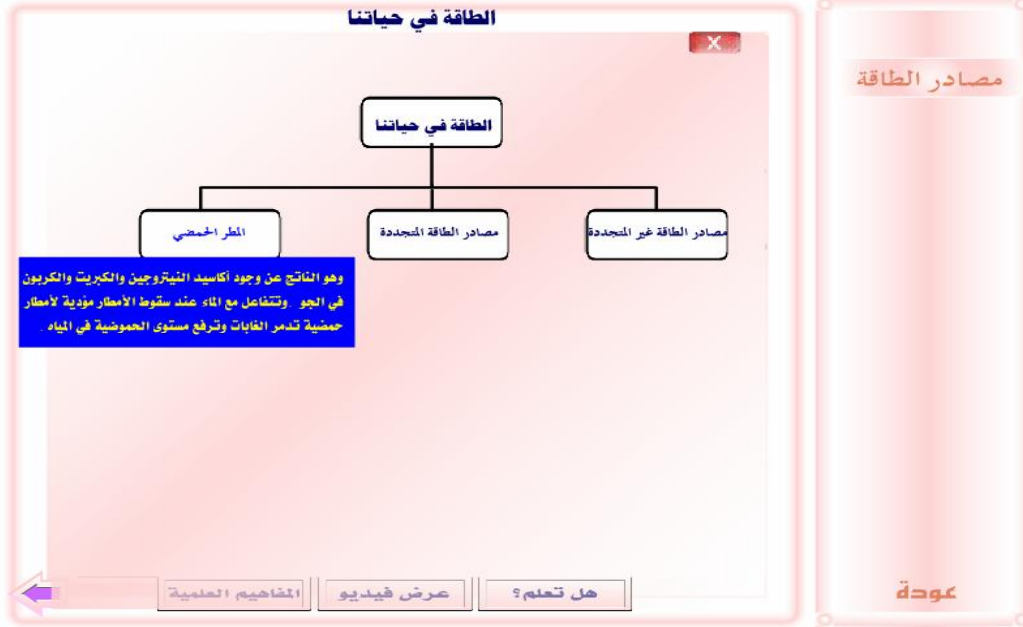 الطاقة في حياتنا
X
مصادر الطاقة
الطاقة في حياتنا
مصادر الطاقة غير المتجددة
مصادر الطاقة المتجددة
المطر الحمضي
وهو الناتج عن وجود أكاسيد النيتروجين والكبريت والكربون
في الجو . وتتفاعل مع الماء عند سقوط الأمطار مؤدية لأمطار
حمضية تدمر الغابات وترفع مستوى الحموضية في المياه .
هل تعلم؟
عرض فيديو
المفاهيم العلمية
عودة